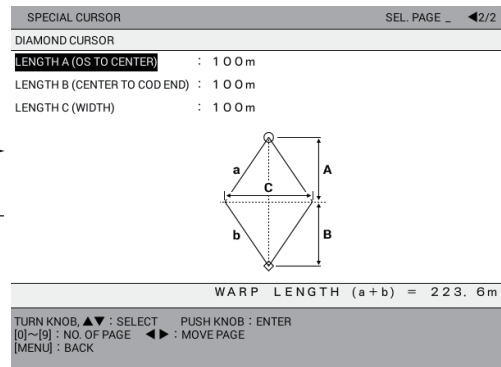 SPECIAL CURSOR SEL. PAGE _ ◀2/2
DIAMOND CURSOR
LENGTH A (OS TO CENTER) : 100m
LENGTH B (CENTER TO COD END) : 100m
LENGTH C (WIDTH) : 100m
a A
C
b B
WARP LENGTH (a+b) = 223. 6m
TURN KNOB, ▲▼ : SELECT PUSH KNOB : ENTER
[0]~[9] : NO. OF PAGE ◀ ▶ : MOVE PAGE
[MENU] : BACK